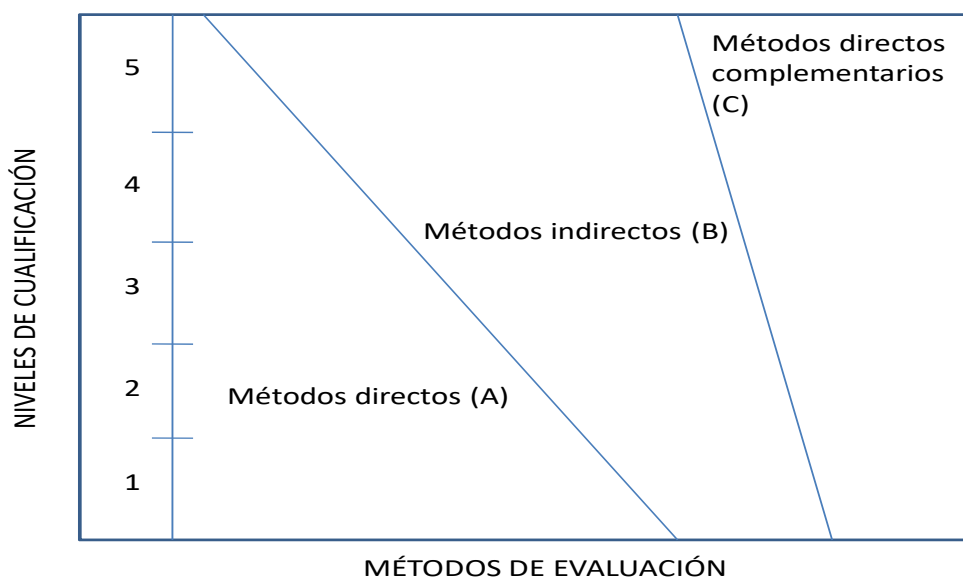 Métodos directos
complementarios
(C)
5
4
Métodos indirectos (B)
3
2
Métodos directos (A)
1
NIVELES DE CUALIFICACIÓN
MÉTODOS DE EVALUACIÓN